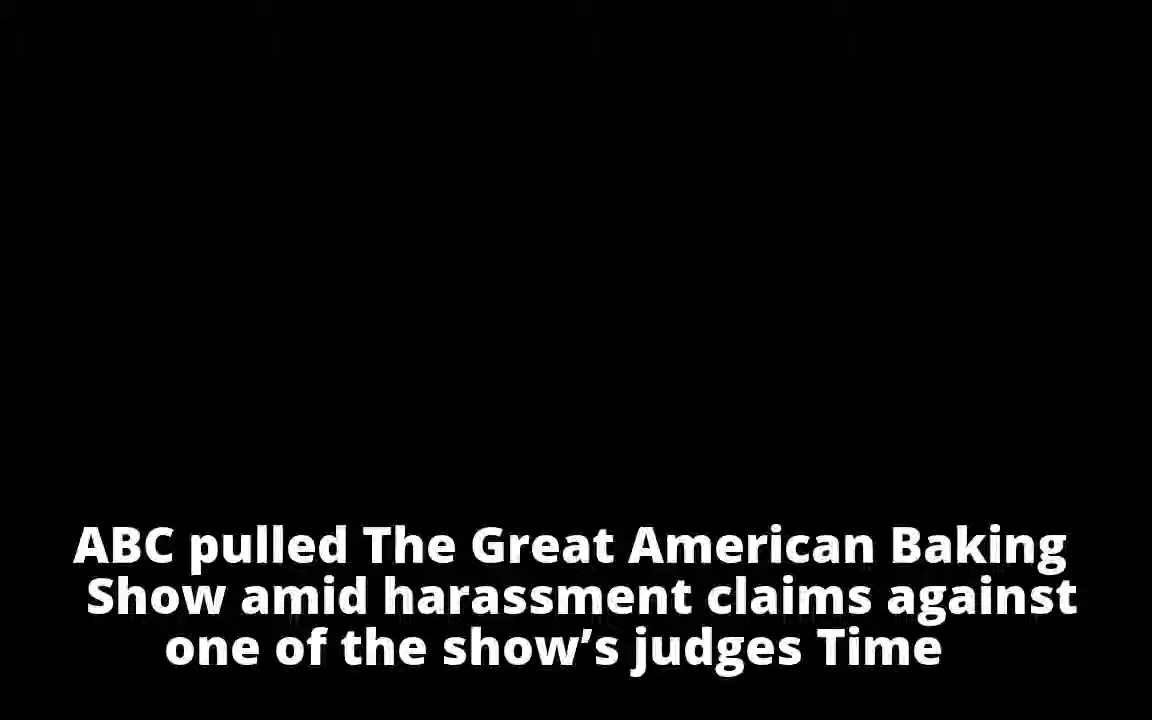 ABC pulled The Great American Baking
Show amid harassment claims against
one of the show’s judges Time